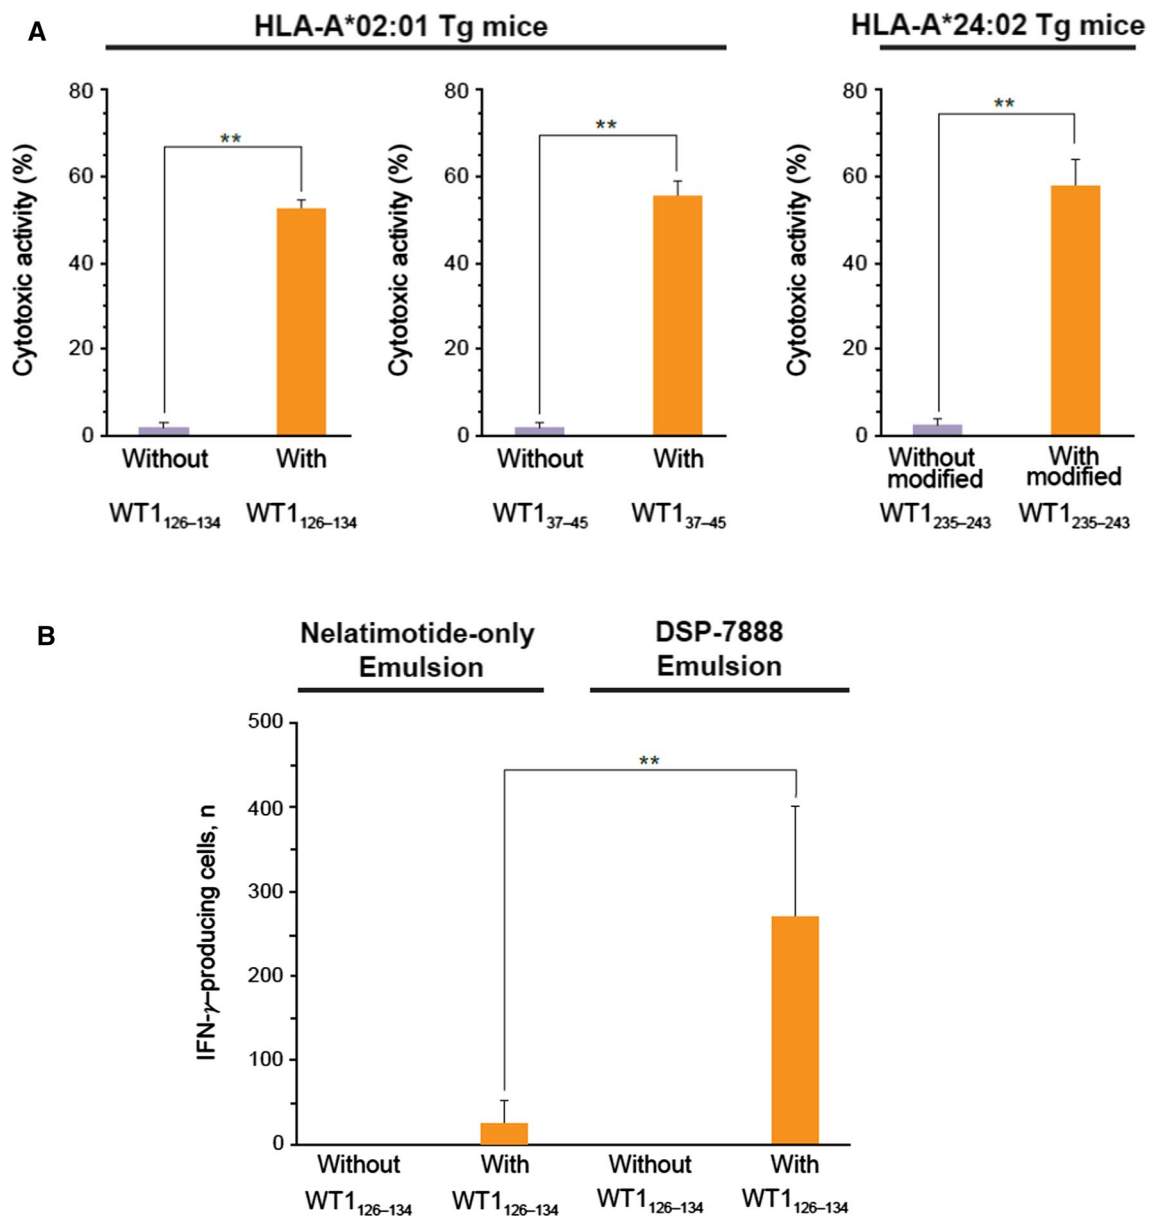 A
HLA-A*02:01 Tg mice
HLA-A*24:02 Tg mice
Cytotoxic activity (%)
80
60
40
20
0
**
Without
With
WT1126–134
WT1126–134
Cytotoxic activity (%)
80
60
40
20
0
**
Without
With
WT137–45
WT137–45
Cytotoxic activity (%)
80
60
40
20
0
**
Without
modified
With
modified
WT1235–243
WT1235–243
B
Nelatimotide-only
Emulsion
DSP-7888
Emulsion
IFN-γ–producing cells, n
500
400
300
200
100
0
**
Without
With
Without
With
WT1126–134
WT1126–134
WT1126–134
WT1126–134